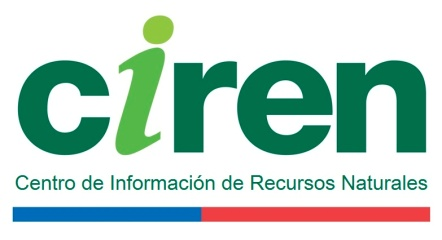 ciren
Centro de Información de Recursos Naturales